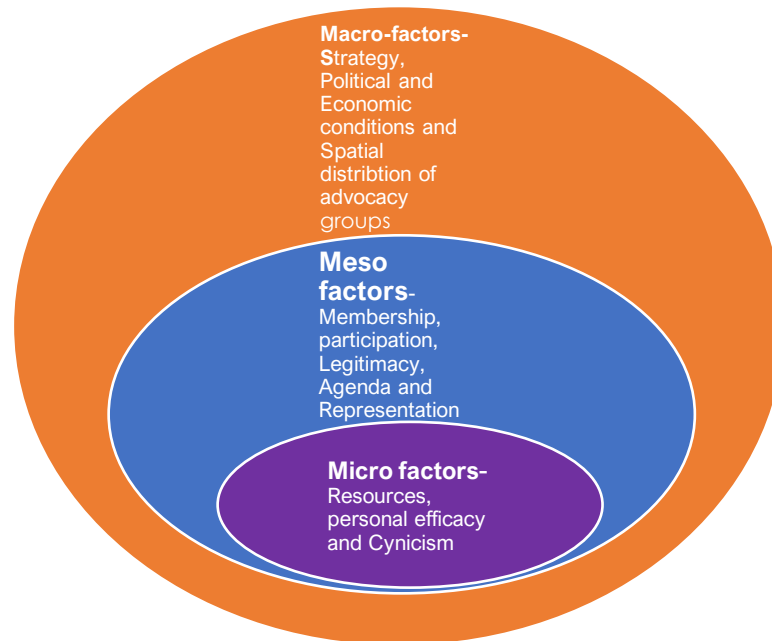 Macro-factors-
Strategy,
Political and
Economic
conditions and
Spatial
distribtion of
advocacy
groups
Meso
factors-
Membership,
participation,
Legitimacy,
Agenda and
Representation
Micro factors-
Resources,
personal efficacy
and Cynicism